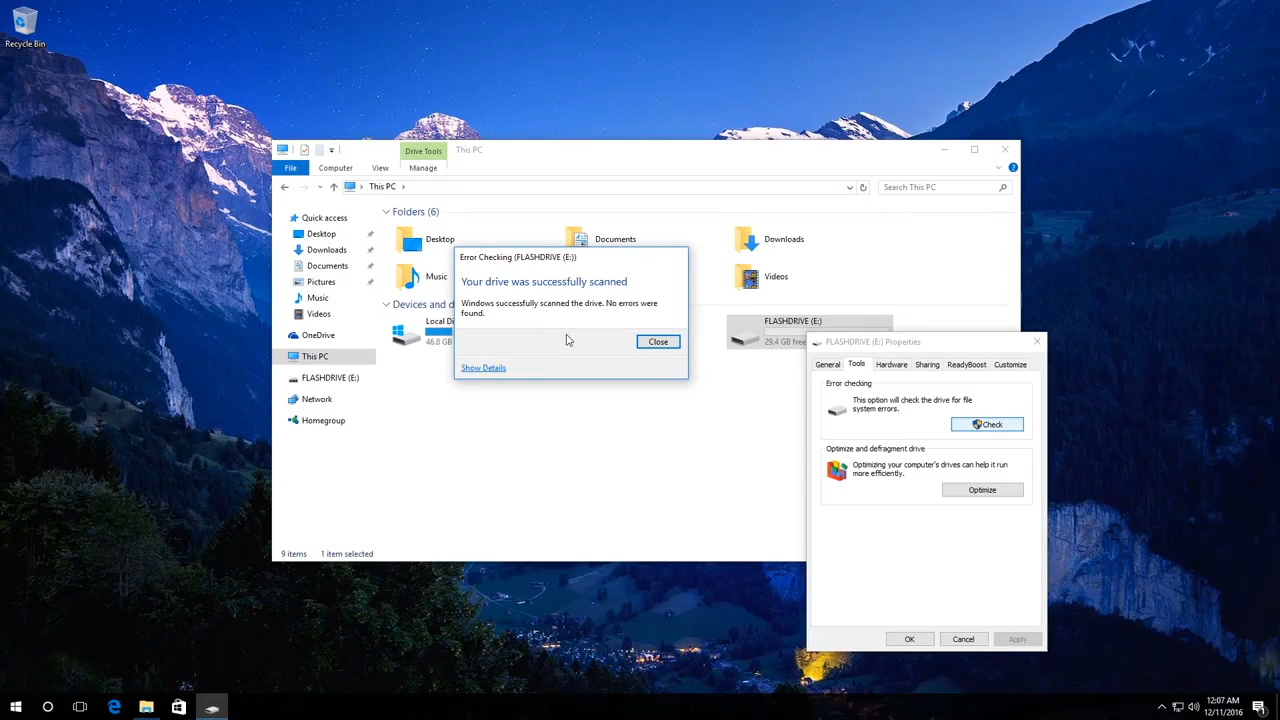 Recycle Bin
Drive Tools
This PC
File
Computer
View
Manage
This PC
Search This PC
Quick access
Desktop
Downloads
Documents
Pictures
Music
Videos
OneDrive
This PC
FLASHDRIVE (E:)
Network
Homegroup
Folders (6)
Desktop
Documents
Downloads
Music
Videos
Devices and d
Local Di
46.8 G
FLASHDRIVE (E:)
29.4 GB free
9 items
1 item selected
Error Checking (FLASHDRIVE (E:))
Your drive was successfully scanned
Windows successfully scanned the drive. No errors were
found.
Close
Show Details
FLASHDRIVE (E:) Properties
General
Tools
Hardware
Sharing
ReadyBoost
Customize
Error checking
This option will check the drive for file
system errors.
Check
Optimize and defragment drive
Optimizing your computer's drives can help it run
more efficiently.
Optimize
OK
Cancel
Apply
12:07 AM
12/11/2016
1